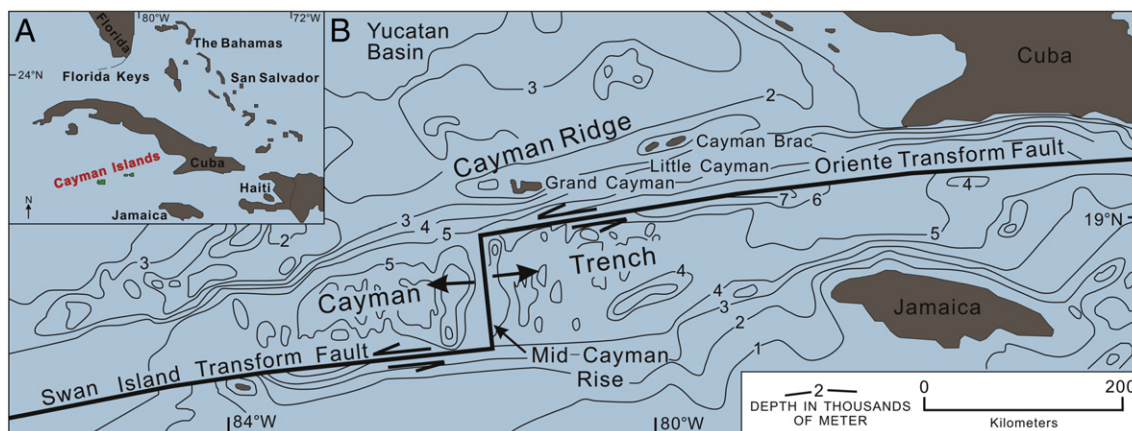 A
80°W
72°W
Florida
The Bahamas
24°N
Florida Keys
San Salvador
Cayman Islands
Cuba
Haiti
N
Jamaica
B
Yucatan
Basin
3
2
Cuba
Cayman Ridge
Cayman Brac
Little Cayman
Grand Cayman
Oriente Transform Fault
7
6
4
3
4
5
2
3
19°N
5
5
Cayman
Trench
4
4
3
2
1
Jamaica
Mid-Cayman
Rise
Swan Island Transform Fault
84°W
80°W
2
DEPTH IN THOUSANDS
OF METER
0
200
Kilometers